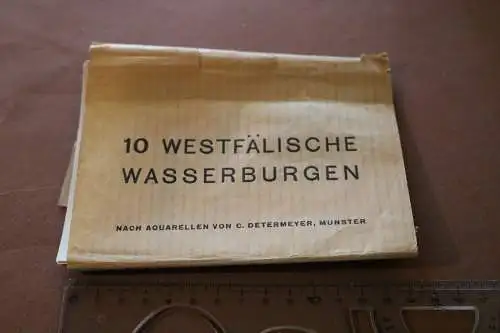 10 WESTFÄLISCHE
WASSERBURGEN
NACH AQUARELLEN VON C. DETERMEYER, MÜNSTER